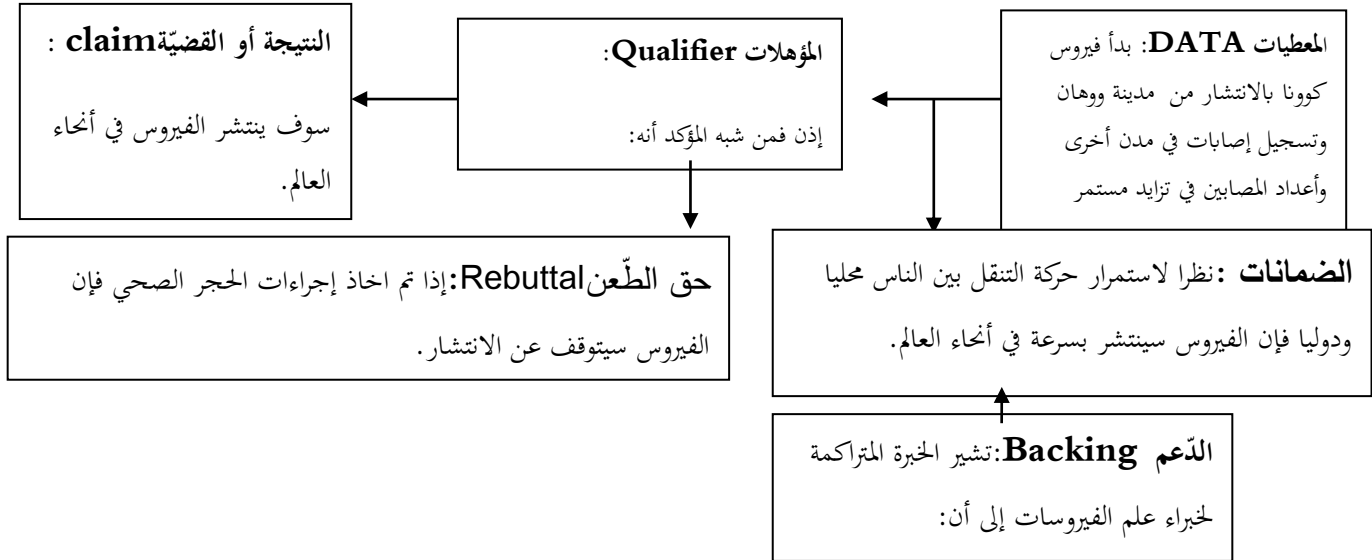 المعطيات DATA: بدأ فيروس
كوونا بالانتشار من مدينة ووهان
وتسجيل إصابات في مدن أخرى
وأعداد المصابين في تزايد مستمر
المؤهلات Qualifier:
إذن فمن شبه المؤكد أنه:
النتيجة أو القضيّة claim :
سوف ينتشر الفيروس في أنحاء
العالم.
الضمانات :نظرا لاستمرار حركة التنقل بين الناس محليا
ودوليا فإن الفيروس سينتشر بسرعة في أنحاء العالم.
حق الطّعن Rebuttal:إذا تم اخاذ إجراءات الحجر الصحي فإن
الفيروس سيتوقف عن الانتشار.
الدّعم Backing:تشير الخبرة المتراكمة
لخبراء علم الفيروسات إلى أن: